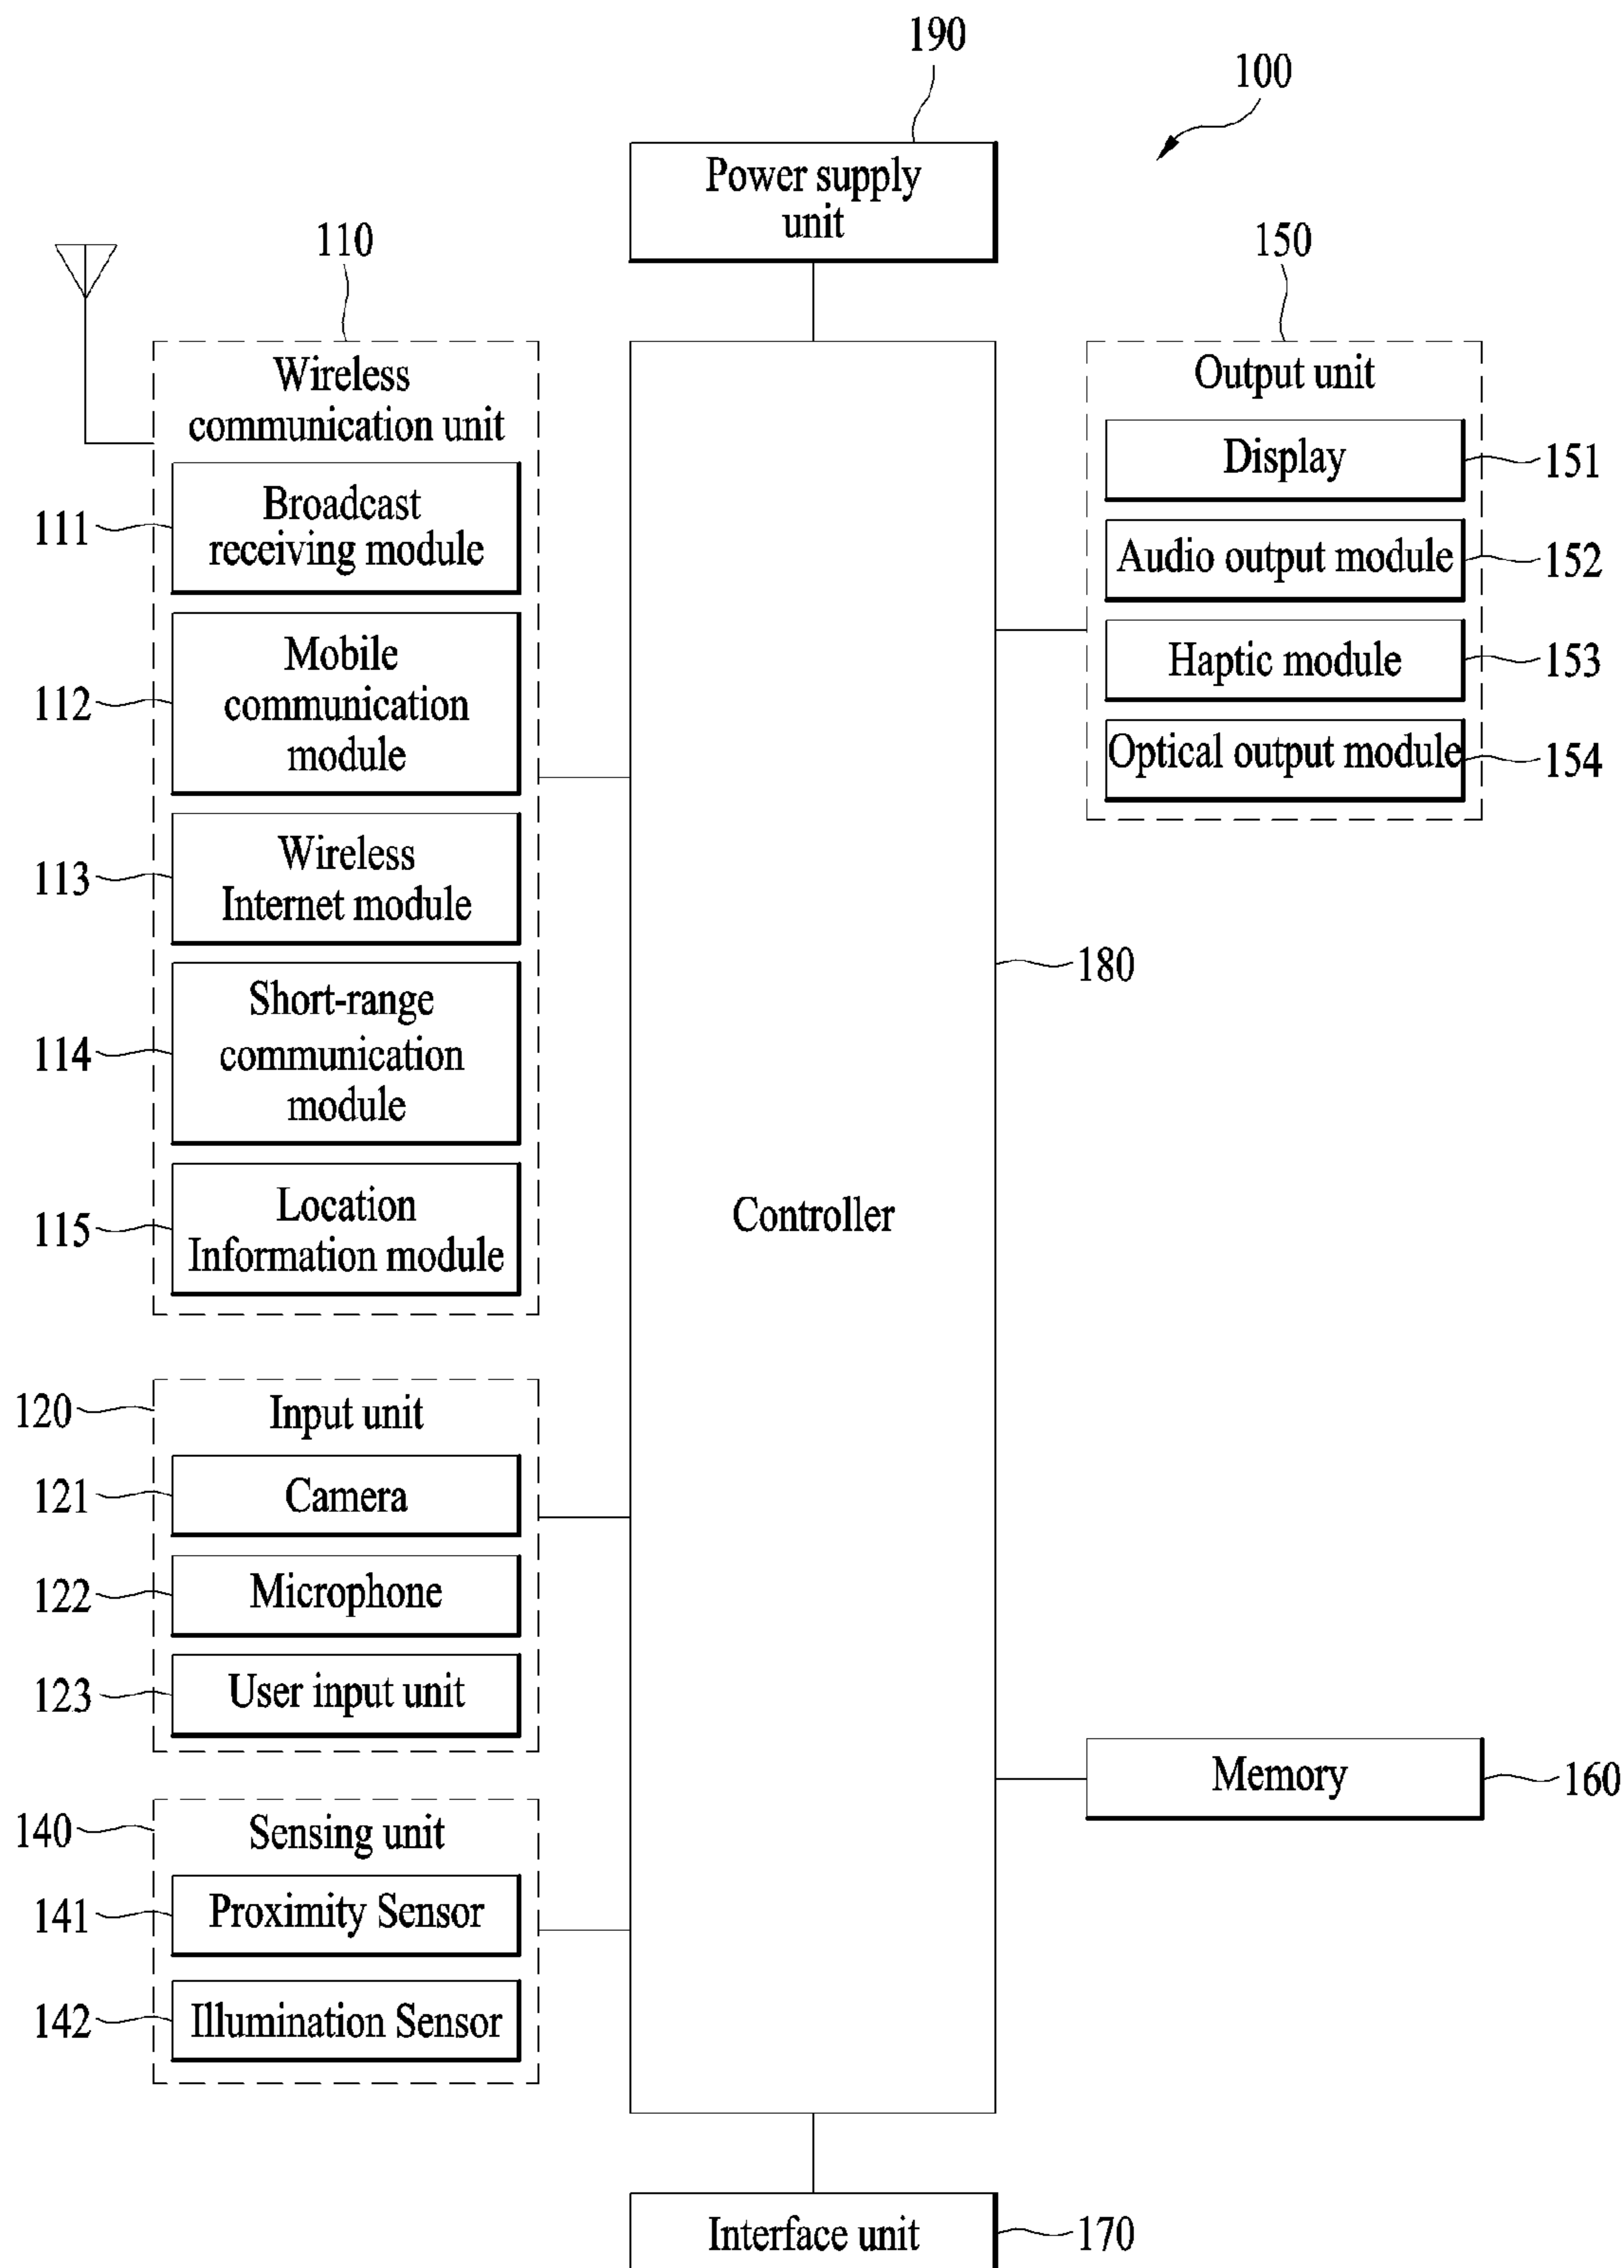 190
100
Power supply
unit
110
150
Wireless
communication unit
111
Broadcast
receiving module
112
Mobile
communication
module
113
Wireless
Internet module
114
Short-range
communication
module
115
Location
Information module
Output unit
Display
151
Audio output module
152
Haptic module
153
Optical output module
154
180
Controller
120
Input unit
121
Camera
122
Microphone
123
User input unit
140
Sensing unit
141
Proximity Sensor
142
Illumination Sensor
Memory
160
Interface unit
170